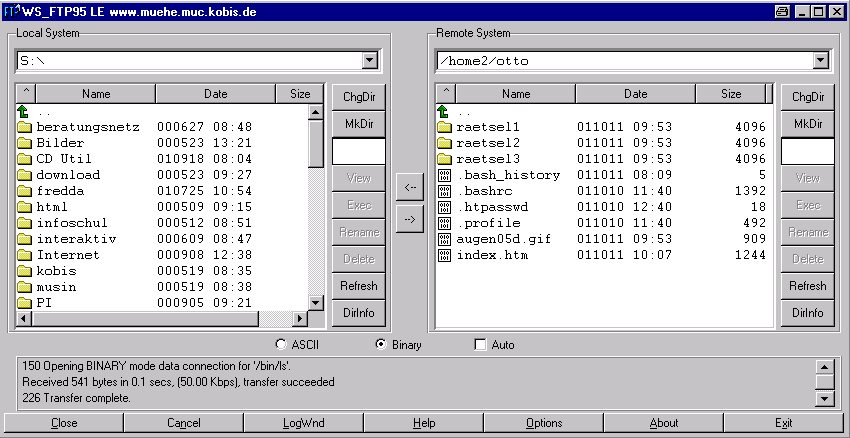 WS_FTP95 LE www.muehe.muc.kobis.de
Local System
S:\
^ Name Date Size
..
beratungsnetz 000627 08:48
Bilder 000523 13:21
CD Util 010918 08:04
download 000523 09:27
fredda 010725 10:54
html 000509 09:15
infoschul 000512 08:51
interaktiv 000609 08:47
Internet 000908 12:38
kobis 000519 08:35
musin 000519 08:38
PI 000905 09:21
ChgDir
MkDir
View
Exec
Rename
Delete
Refresh
DirInfo
<--
-->
Remote System
/home2/otto
^ Name Date Size
..
raetsel1 011011 09:53 4096
raetsel2 011011 09:53 4096
raetsel3 011011 09:53 4096
.bash_history 011011 08:09 5
.bashrc 011010 11:40 1392
.htpasswd 011010 12:40 18
.profile 011010 11:40 492
augen05d.gif 011011 09:53 909
index.htm 011011 10:07 1244
ChgDir
MkDir
View
Exec
Rename
Delete
Refresh
DirInfo
ASCII Binary Auto
150 Opening BINARY mode data connection for '/bin/ls'.
Received 541 bytes in 0.1 secs, (50.00 Kbps), transfer succeeded
226 Transfer complete.
Close Cancel LogWnd Help Options About Exit